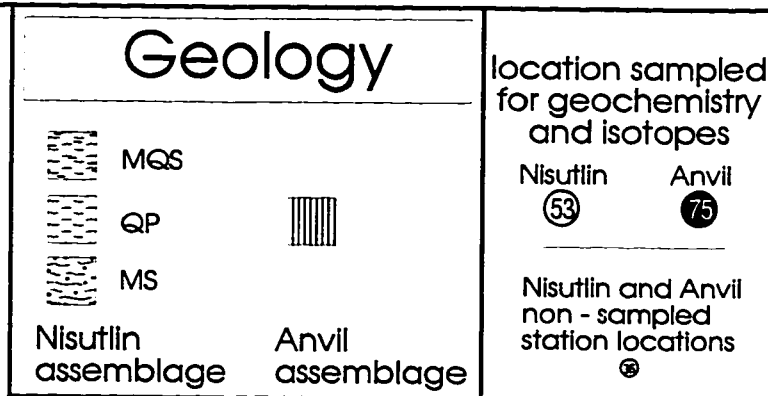 Geology
MQS
QP
MS
Nisutlin
assemblage
Anvil
assemblage
location sampled
for geochemistry
and isotopes
Nisutlin Anvil
53 75
Nisutlin and Anvil
non - sampled
station locations